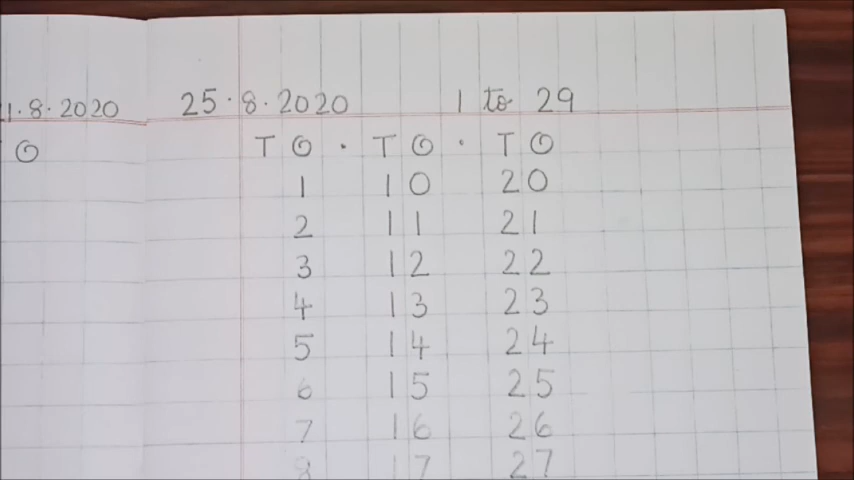 1.8.2020
O
25.8.2020 1 to 29
T O . T O . T O
1 10 20
2 11 21
3 12 22
4 13 23
5 14 24
6 15 25
7 16 26
8 17 27